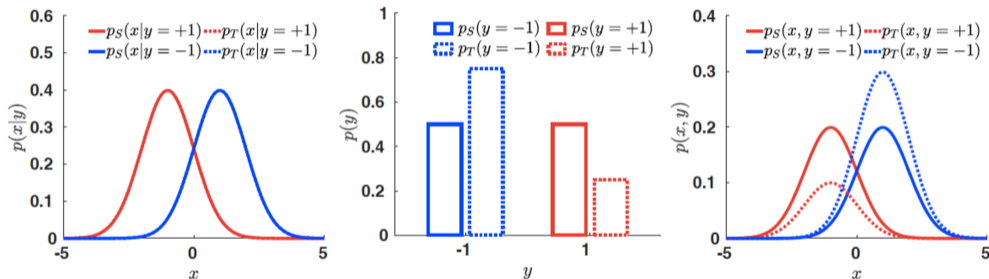 0.6
0.5
0.4
0.3
0.2
0.1
0
p(x|y)
p_S(x|y = +1) p_T(x|y = +1)
p_S(x|y = −1) p_T(x|y = −1)
-5 0 5
x
1
0.8
0.6
0.4
0.2
0
p(y)
p_S(y = −1) p_S(y = +1)
p_T(y = −1) p_T(y = +1)
-1 1
y
0.4
0.3
0.2
0.1
0.0
p(x, y)
p_S(x, y = +1) p_T(x, y = +1)
p_S(x, y = −1) p_T(x, y = −1)
-5 0 5
x